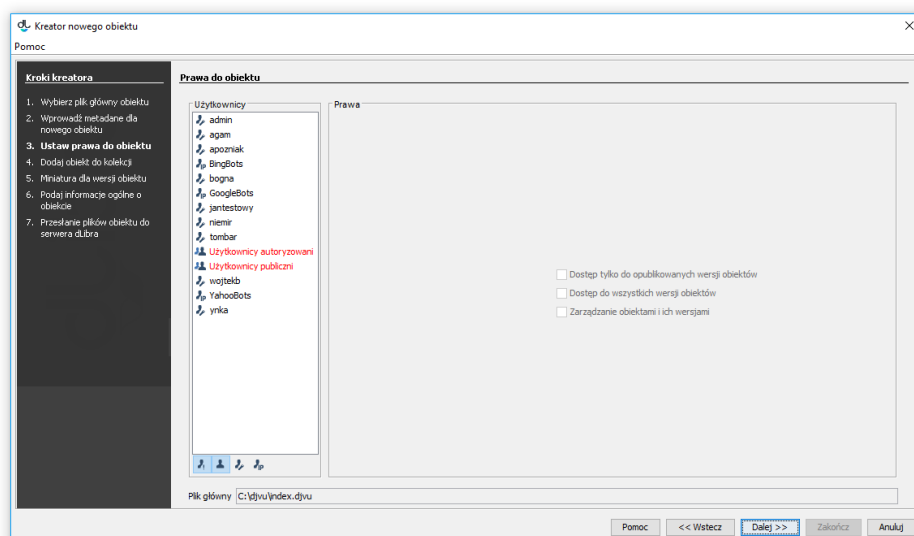 Kreator nowego obiektu
Pomoc
Kroki kreatora
1. Wybierz plik główny obiektu
2. Wprowadź metadane dla
nowego obiektu
3. Ustaw prawa do obiektu
4. Dodaj obiekt do kolekcji
5. Miniatura dla wersji obiektu
6. Podaj informacje ogólne o
obiekcie
7. Przesłanie plików obiektu do
serwera dLibra
Prawa do obiektu
Użytkownicy
admin
agam
apozniak
BingBots
bogna
GoogleBots
jantestowy
niemir
tombar
Użytkownicy autoryzowani
Użytkownicy publiczni
wojtekb
YahooBots
ynka
Prawa
Dostęp tylko do opublikowanych wersji obiektów
Dostęp do wszystkich wersji obiektów
Zarządzanie obiektami i ich wersjami
Plik główny C:\djvu\index.djvu
Pomoc << Wstecz Dalej >> Zakończ Anuluj